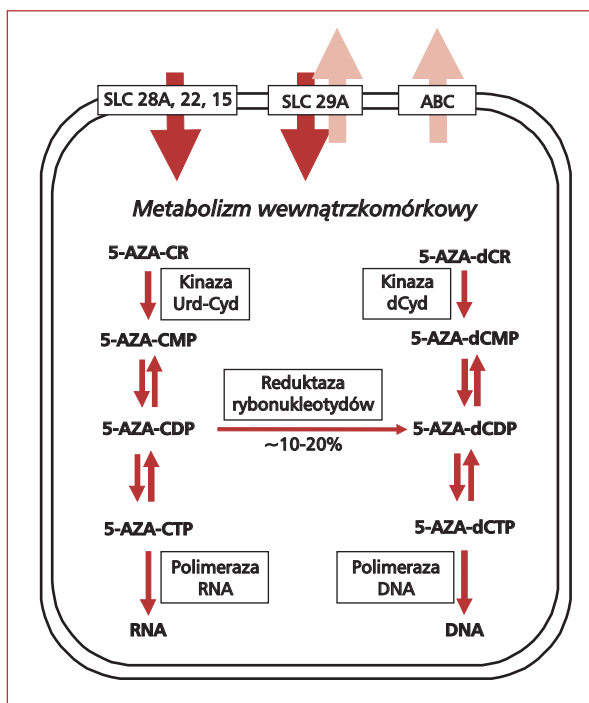 SLC 28A, 22, 15
SLC 29A
ABC
Metabolizm wewnątrzkomórkowy
5-AZA-CR
5-AZA-dCR
Kinaza
Urd-Cyd
Kinaza
dCyd
5-AZA-CMP
5-AZA-dCMP
Reduktaza
rybonukleotydów
5-AZA-CDP
5-AZA-dCDP
~10-20%
5-AZA-CTP
5-AZA-dCTP
Polimeraza
RNA
Polimeraza
DNA
RNA
DNA